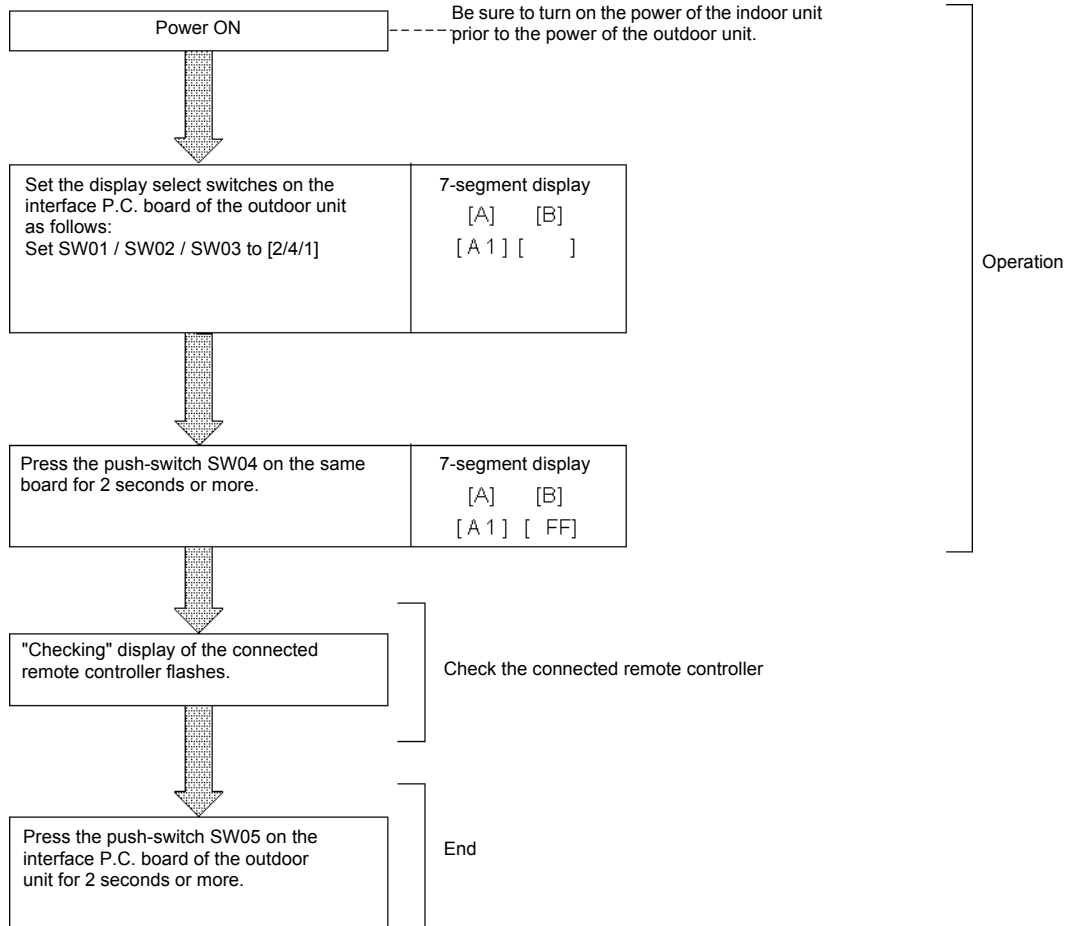 Power ON
Be sure to turn on the power of the indoor unit
prior to the power of the outdoor unit.
Set the display select switches on the
interface P.C. board of the outdoor unit
as follows:
Set SW01 / SW02 / SW03 to [2/4/1]
7-segment display
[A] [B]
[A1] [ ]
Operation
Press the push-switch SW04 on the same
board for 2 seconds or more.
7-segment display
[A] [B]
[A1] [ FF]
"Checking" display of the connected
remote controller flashes.
Check the connected remote controller
Press the push-switch SW05 on the
interface P.C. board of the outdoor
unit for 2 seconds or more.
End